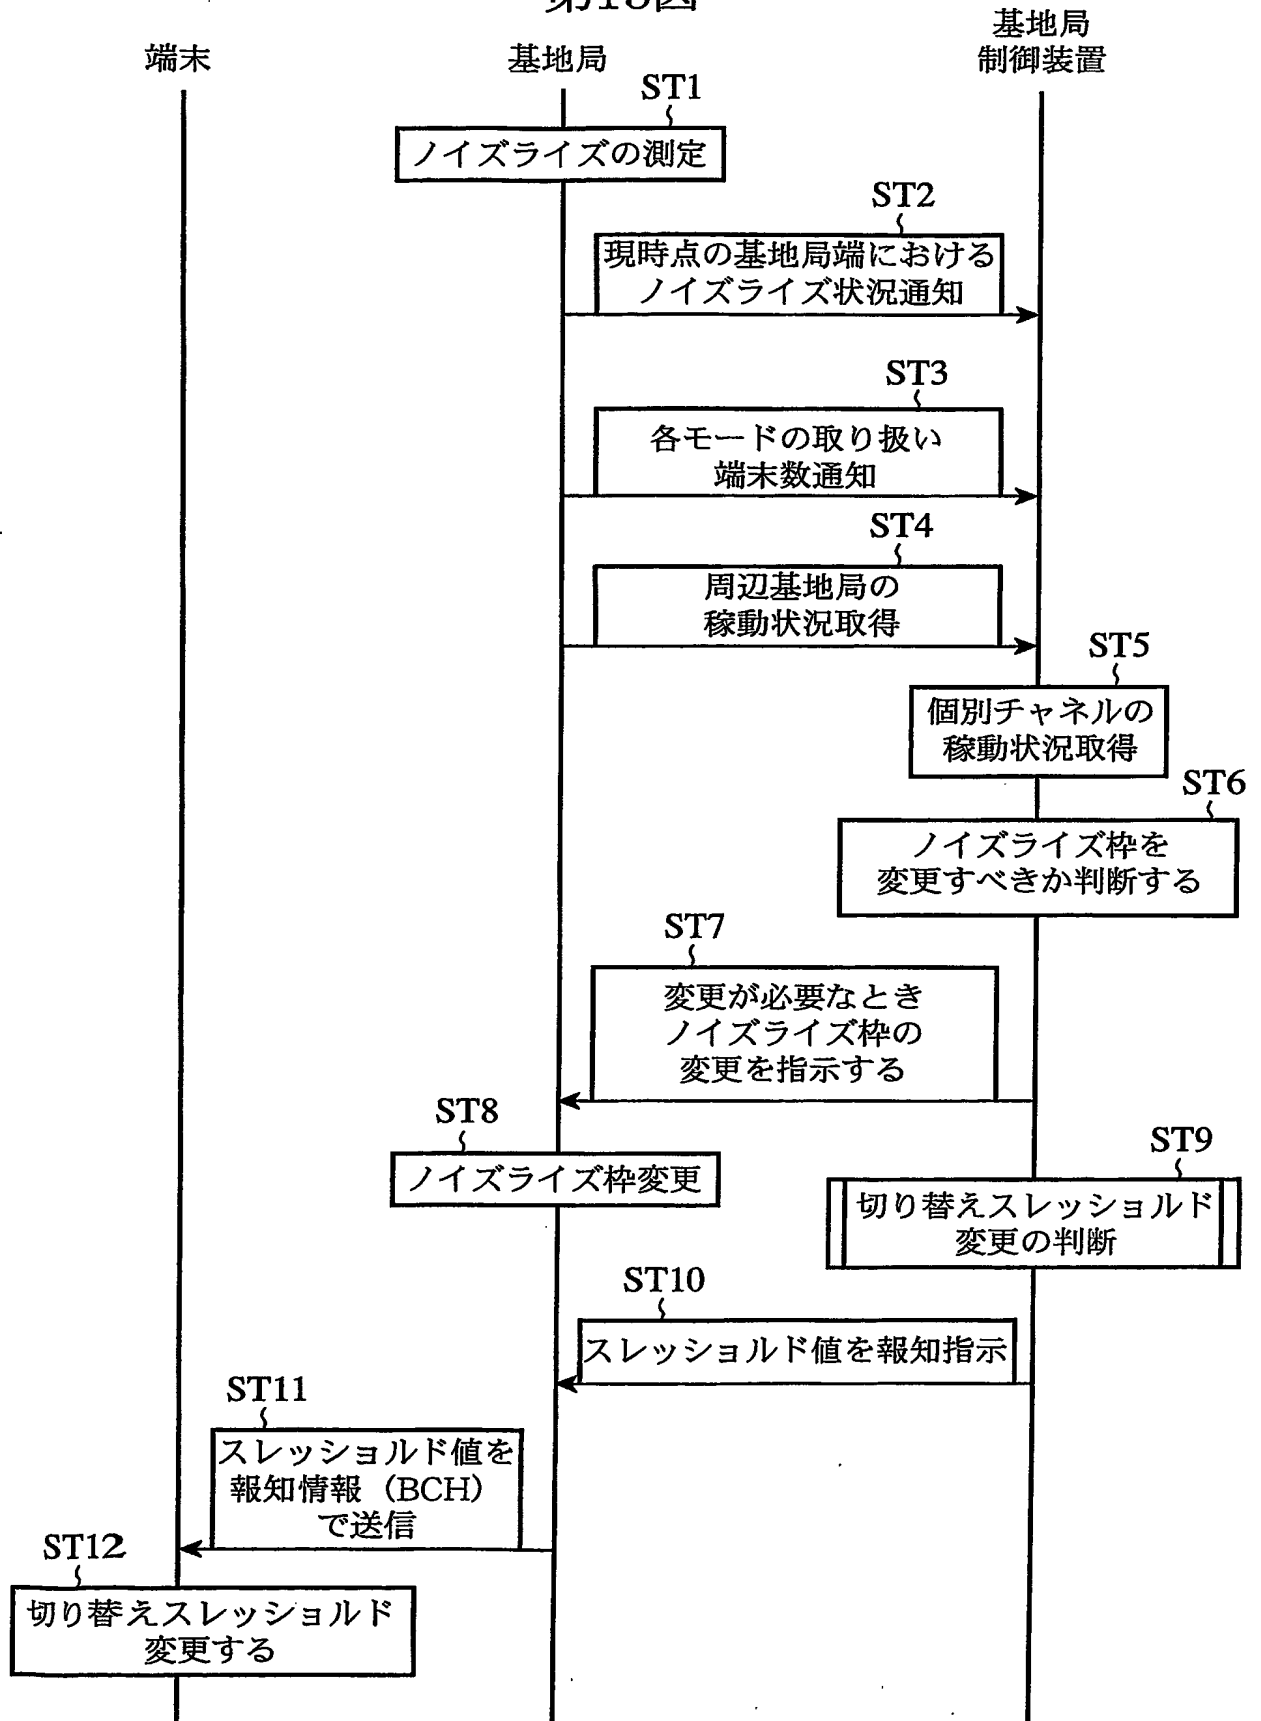 端末
基地局
基地局
制御装置
ST1
ノイズライズの測定
ST2
現時点の基地局端における
ノイズライズ状況通知
ST3
各モードの取り扱い
端末数通知
ST4
周辺基地局の
稼動状況取得
ST5
個別チャネルの
稼動状況取得
ST6
ノイズライズ枠を
変更すべきか判断する
ST7
変更が必要なとき
ノイズライズ枠の
変更を指示する
ST8
ノイズライズ枠変更
ST9
切り替えスレッショルド
変更の判断
ST10
スレッショルド値を報知指示
ST11
スレッショルド値を
報知情報（BCH）
で送信
ST12
切り替えスレッショルド
変更する